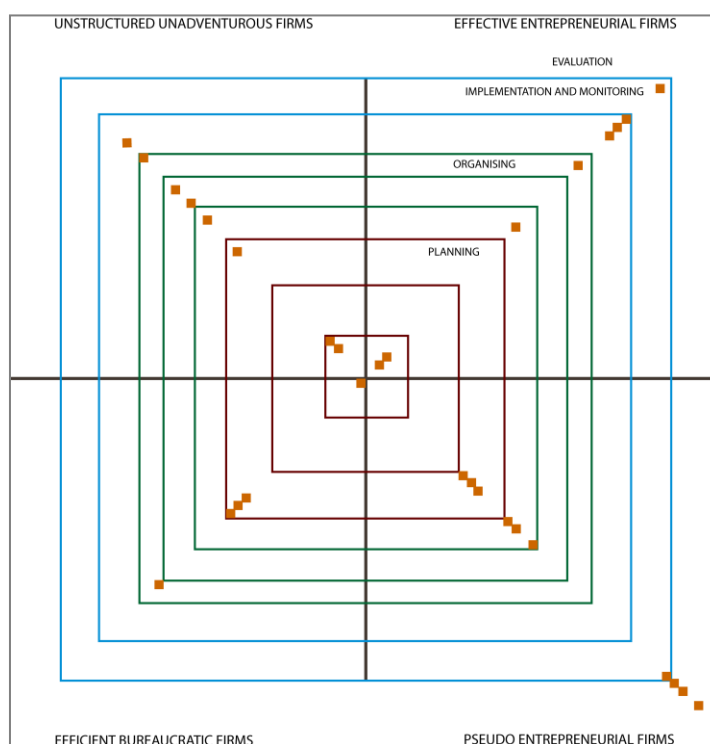 UNSTRUCTURED UNADVENTUROUS FIRMS
EFFECTIVE ENTREPRENEURIAL FIRMS
EVALUATION
IMPLEMENTATION AND MONITORING
ORGANISING
PLANNING
EFFICIENT BUREAUCRATIC FIRMS
PSEUDO ENTREPRENEURIAL FIRMS